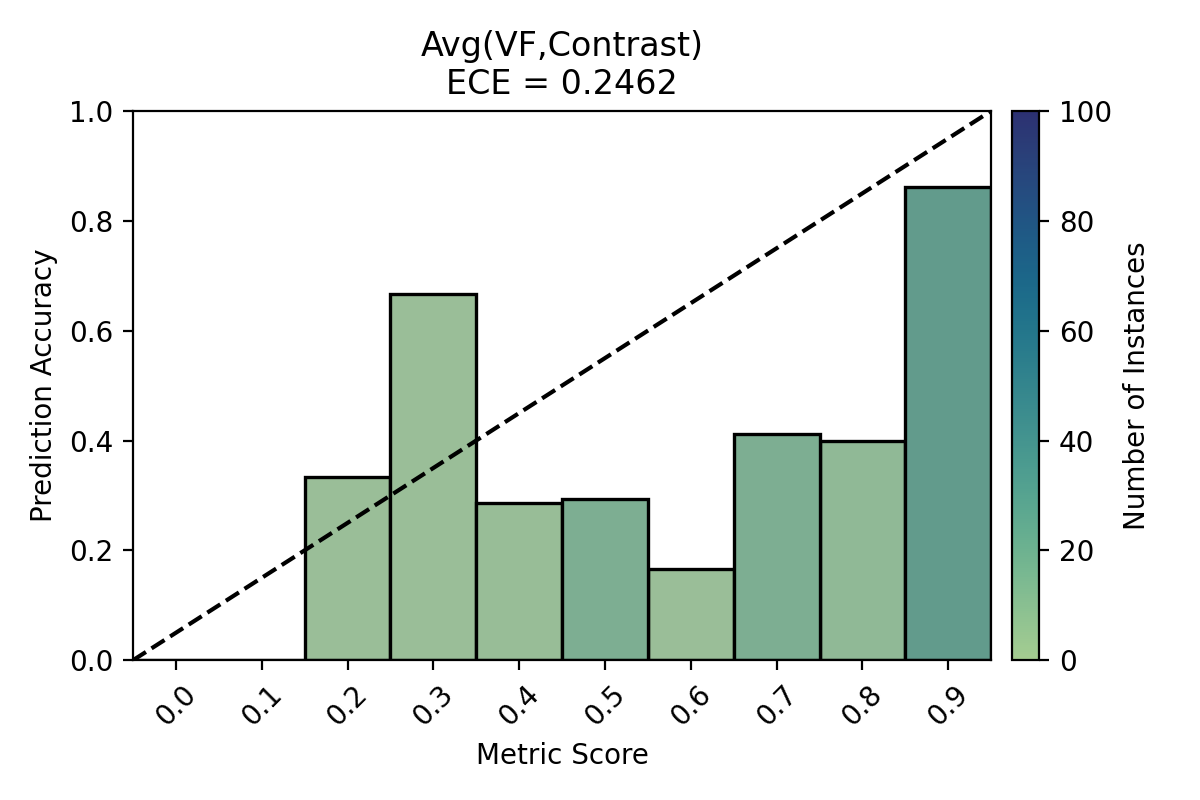 Avg(VF,Contrast)
ECE = 0.2462
Prediction Accuracy
1.0
0.8
0.6
0.4
0.2
0.0
0.0 0.1 0.2 0.3 0.4 0.5 0.6 0.7 0.8 0.9
Metric Score
100
80
60
40
20
0
Number of Instances